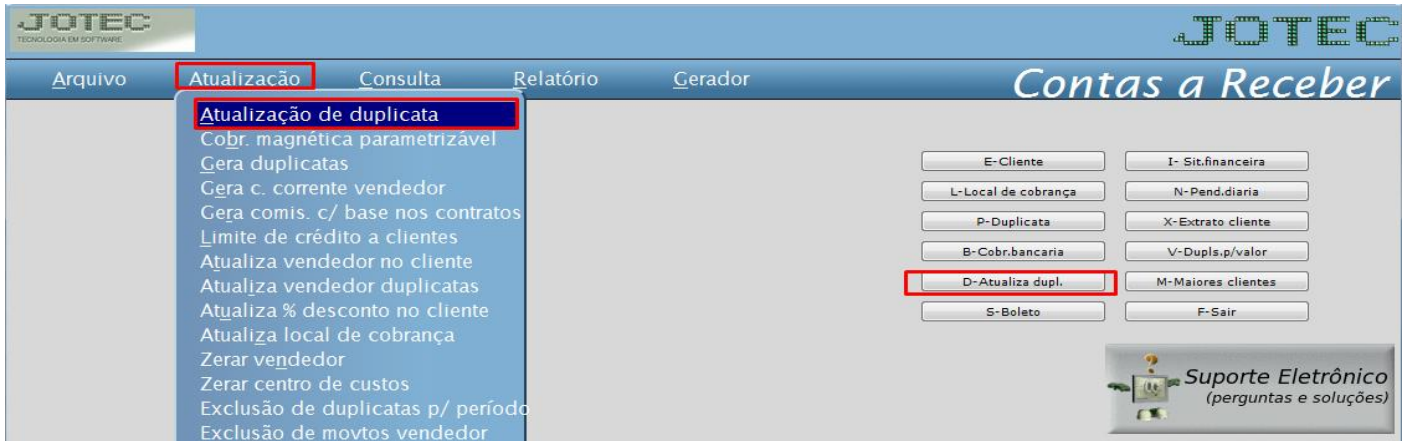 JOTEC
TECNOLOGIA EM SOFTWARE
JOTEC
Arquivo Atualização Consulta Relatório Gerador
Contas a Receber
Atualização de duplicata
Cobr. magnética parametrizável
Gera duplicatas
Gera c. corrente vendedor
Gera comis. c/ base nos contratos
Limite de crédito a clientes
Atualiza vendedor no cliente
Atualiza vendedor duplicatas
Atualiza % desconto no cliente
Atualiza local de cobrança
Zerar vendedor
Zerar centro de custos
Exclusão de duplicatas p/ período
Exclusão de movtos vendedor
E-Cliente I- Sit.financeira
L-Local de cobrança N-Pend.diaria
P-Duplicata X-Extrato cliente
B-Cobr.bancaria V-Dupls.p/valor
D-Atualiza dupl. M-Maiores clientes
S-Boleto F-Sair
Suporte Eletrônico
(perguntas e soluções)